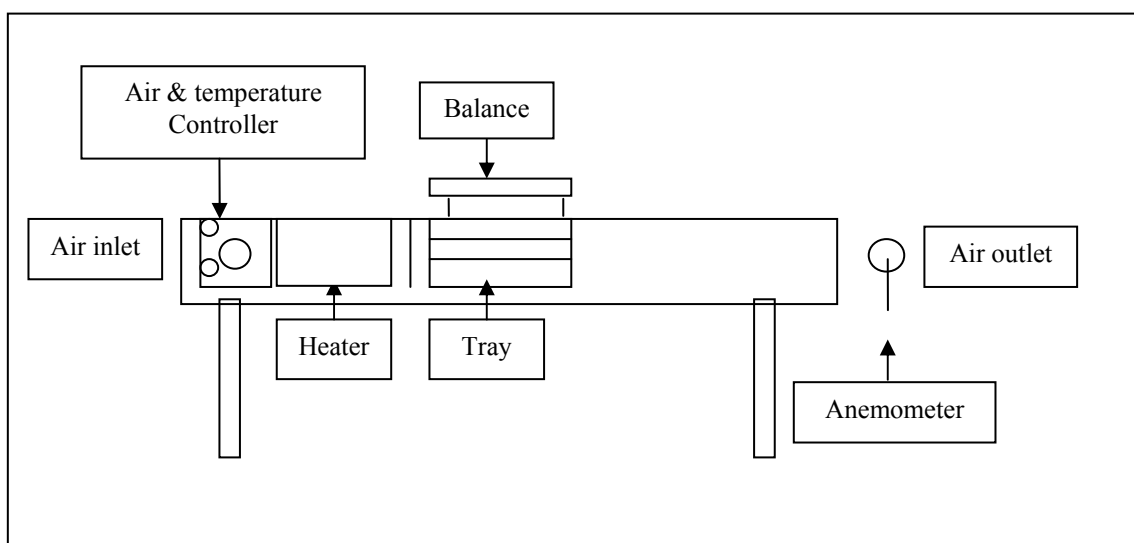 Air & temperature
Controller
Balance
Air inlet
Air outlet
Heater
Tray
Anemometer